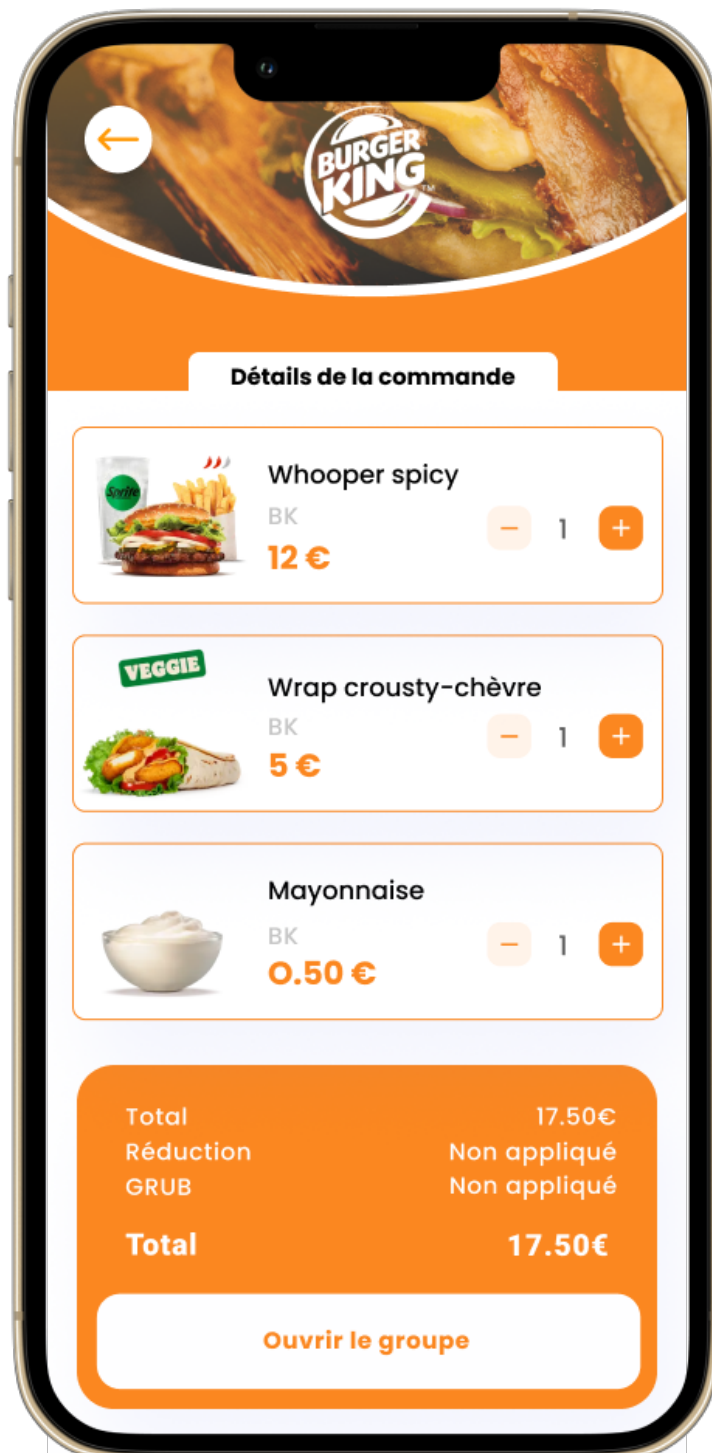 BURGER
KING™
Détails de la commande
Sprite
Whooper spicy
BK
12 €
− 1 +
VEGGIE
Wrap crousty-chèvre
BK
5 €
− 1 +
Mayonnaise
BK
0.50 €
− 1 +
Total 17.50€
Réduction Non appliqué
GRUB Non appliqué
Total 17.50€
Ouvrir le groupe